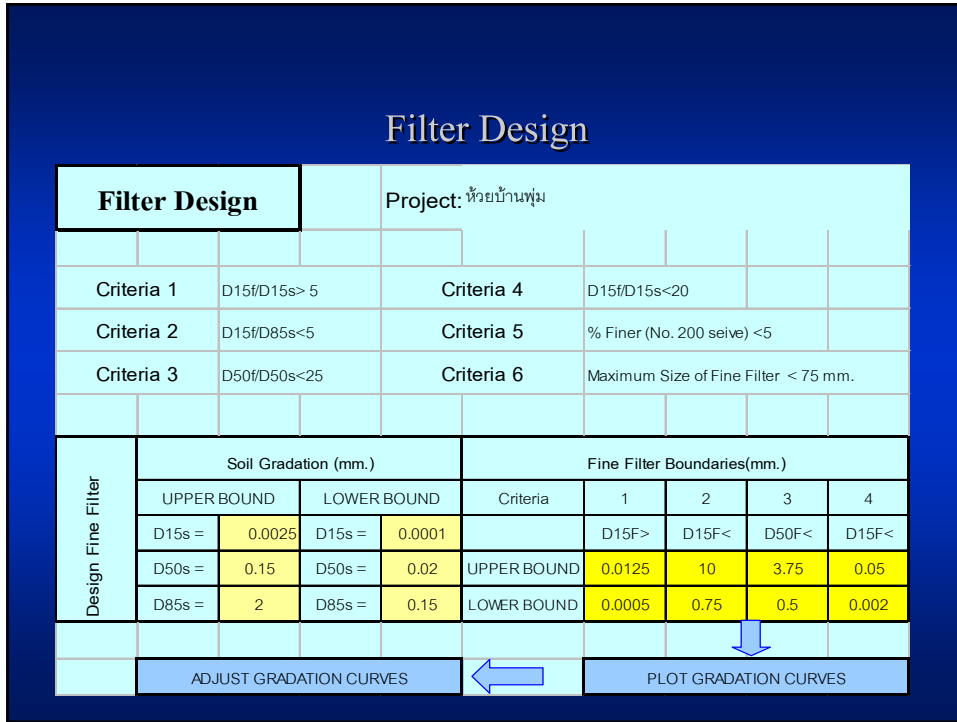 Filter Design
Filter Design Project: ห้วยบ้านพุ่ม
Criteria 1 D15f/D15s> 5 Criteria 4 D15f/D15s<20
Criteria 2 D15f/D85s<5 Criteria 5 % Finer (No. 200 seive) <5
Criteria 3 D50f/D50s<25 Criteria 6 Maximum Size of Fine Filter < 75 mm.
Design Fine Filter
Soil Gradation (mm.) Fine Filter Boundaries(mm.)
UPPER BOUND LOWER BOUND Criteria 1 2 3 4
D15s = 0.0025 D15s = 0.0001 D15F> D15F< D50F< D15F<
D50s = 0.15 D50s = 0.02 UPPER BOUND 0.0125 10 3.75 0.05
D85s = 2 D85s = 0.15 LOWER BOUND 0.0005 0.75 0.5 0.002
ADJUST GRADATION CURVES PLOT GRADATION CURVES